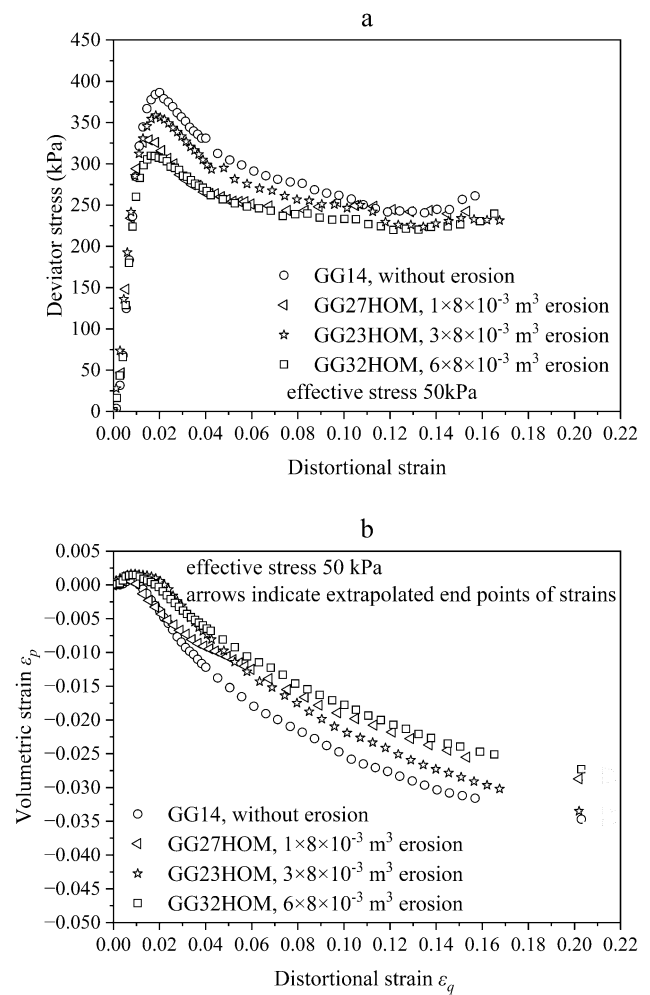 a
450
400
350
300
250
200
150
100
50
0
Deviator stress (kPa)
GG14, without erosion
GG27HOM, 1×8×10⁻³ m³ erosion
GG23HOM, 3×8×10⁻³ m³ erosion
GG32HOM, 6×8×10⁻³ m³ erosion
effective stress 50kPa
0.00 0.02 0.04 0.06 0.08 0.10 0.12 0.14 0.16 0.18 0.20 0.22
Distortional strain
b
0.005
0.000
−0.005
−0.010
−0.015
−0.020
−0.025
−0.030
−0.035
−0.040
−0.045
−0.050
Volumetric strain εp
effective stress 50 kPa
arrows indicate extrapolated end points of strains
GG14, without erosion
GG27HOM, 1×8×10⁻³ m³ erosion
GG23HOM, 3×8×10⁻³ m³ erosion
GG32HOM, 6×8×10⁻³ m³ erosion
0.00 0.02 0.04 0.06 0.08 0.10 0.12 0.14 0.16 0.18 0.20 0.22
Distortional strain εq